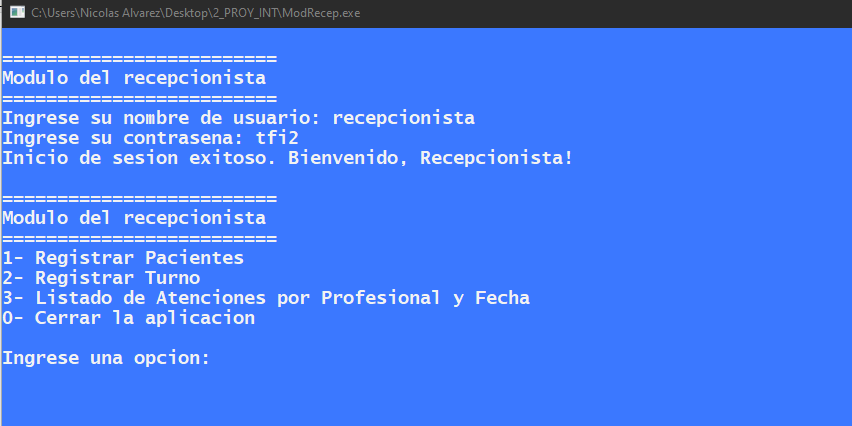 C:\Users\Nicolas Alvarez\Desktop\2_PROY_INT\ModRecep.exe
=========================
Modulo del recepcionista
=========================
Ingrese su nombre de usuario: recepcionista
Ingrese su contrasena: tfi2
Inicio de sesion exitoso. Bienvenido, Recepcionista!
=========================
Modulo del recepcionista
=========================
1- Registrar Pacientes
2- Registrar Turno
3- Listado de Atenciones por Profesional y Fecha
0- Cerrar la aplicacion
Ingrese una opcion: